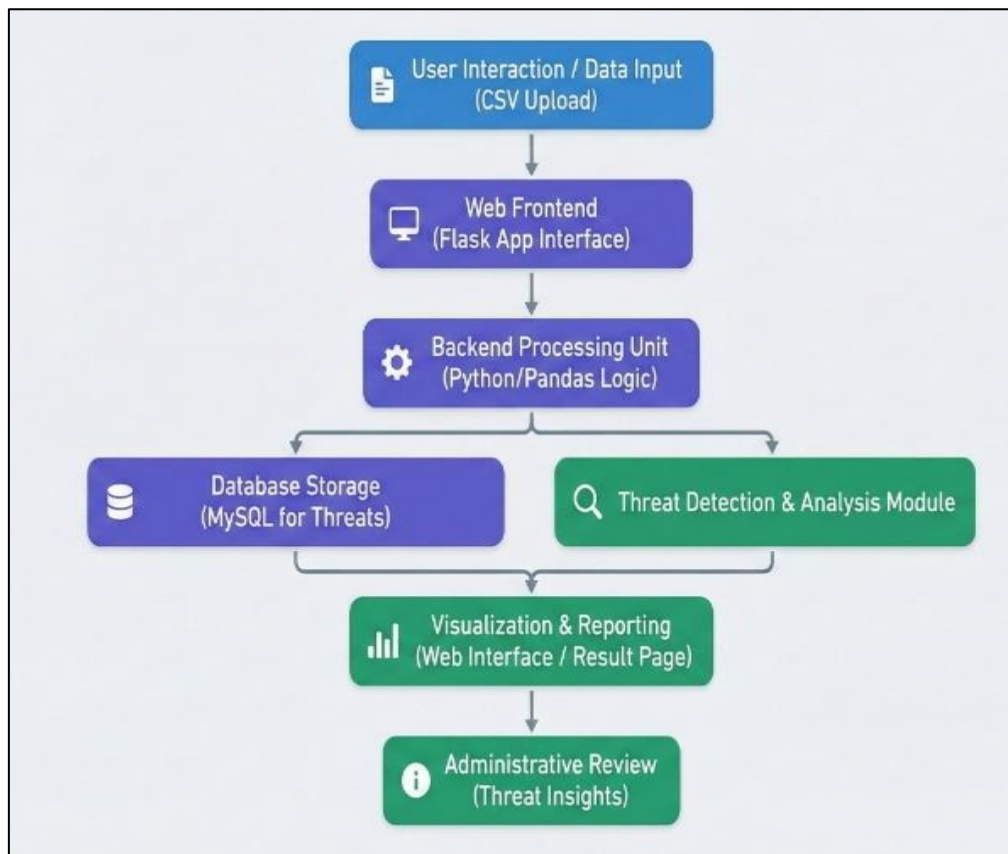 User Interaction / Data Input
(CSV Upload)
Web Frontend
(Flask App Interface)
Backend Processing Unit
(Python/Pandas Logic)
Database Storage
(MySQL for Threats)
Threat Detection & Analysis Module
Visualization & Reporting
(Web Interface / Result Page)
Administrative Review
(Threat Insights)